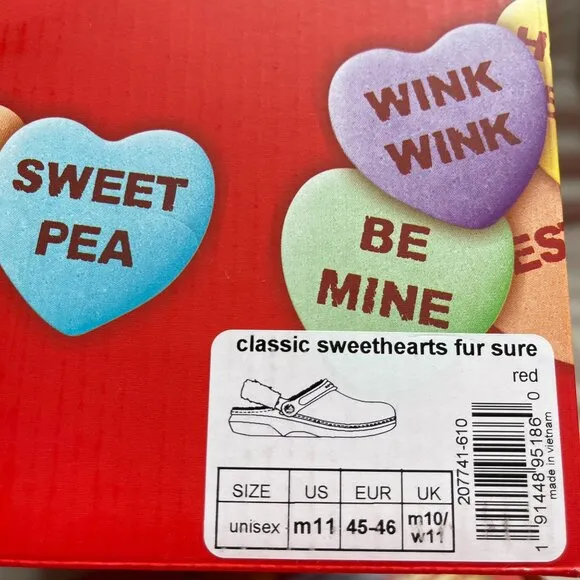 SWEET
PEA
WINK
WINK
BE
MINE
ES
classic sweethearts fur sure
red
207741-610
1 91448 95186 0
made in vietnam
SIZE US EUR UK
unisex m11 45-46 m10/
w11